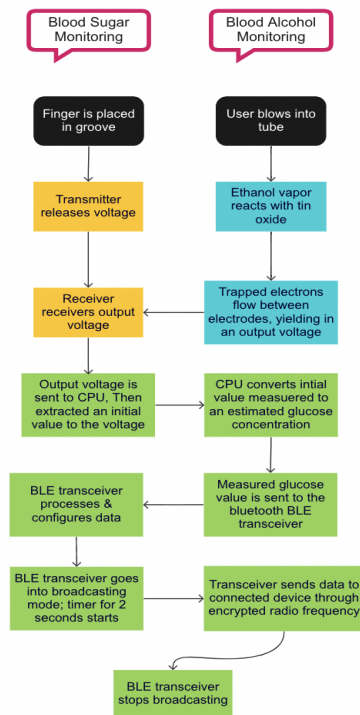 Blood Sugar
Monitoring
Blood Alcohol
Monitoring
Finger is placed
in groove
User blows into
tube
Transmitter
releases voltage
Ethanol vapor
reacts with tin
oxide
Receiver
receivers output
voltage
Trapped electrons
flow between
electrodes, yielding in
an output voltage
Output voltage is
sent to CPU, Then
extracted an initial
value to the voltage
CPU converts intial
value measuered to
an estimated glucose
concentration
BLE transceiver
processes &
configures data
Measured glucose
value is sent to the
bluetooth BLE
transceiver
BLE transceiver goes
into broadcasting
mode; timer for 2
seconds starts
Transceiver sends data to
connected device through
encrypted radio frequency
BLE transceiver
stops broadcasting